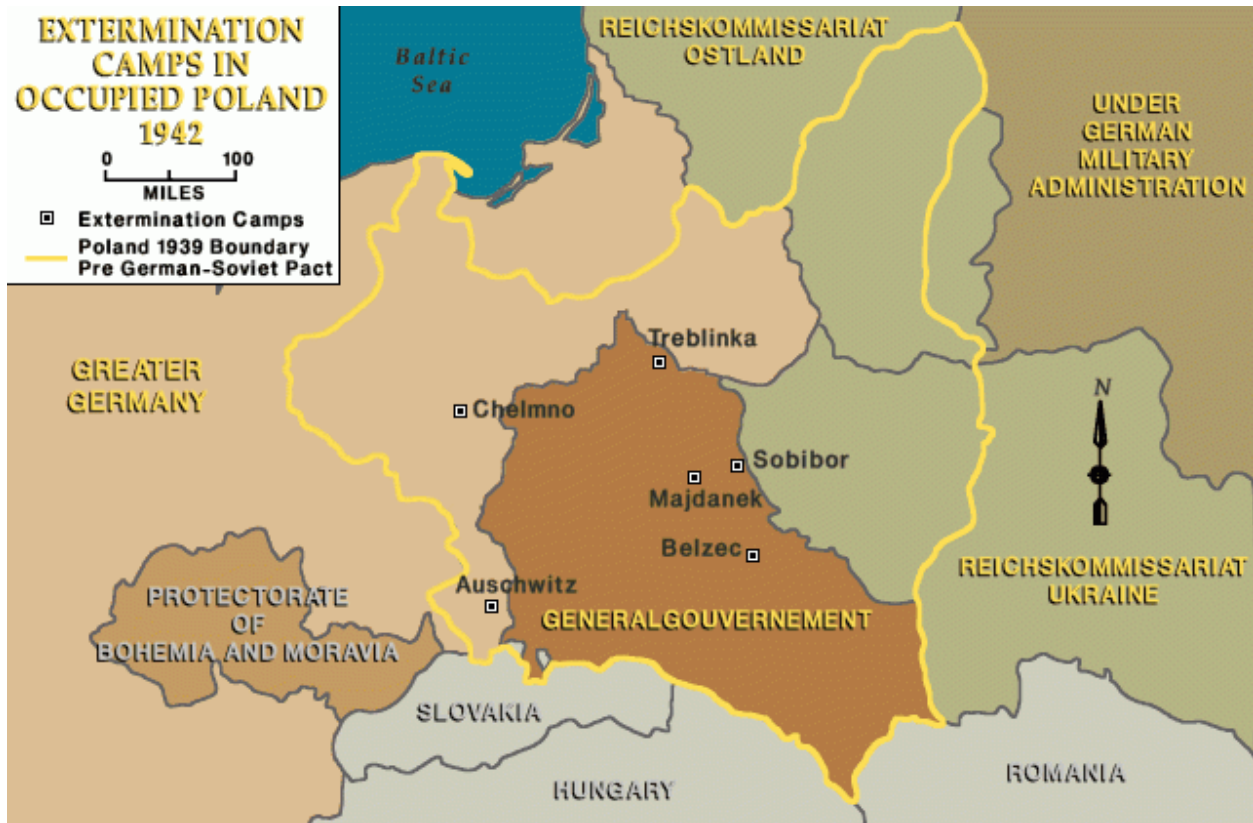 EXTERMINATION
CAMPS IN
OCCUPIED POLAND
1942
0 100
MILES
Extermination Camps
Poland 1939 Boundary
Pre German-Soviet Pact
Baltic
Sea
REICHSKOMMISSARIAT
OSTLAND
UNDER
GERMAN
MILITARY
ADMINISTRATION
GREATER
GERMANY
Treblinka
Chelmno
N
Sobibor
Majdanek
Belzec
REICHSKOMMISSARIAT
UKRAINE
Auschwitz
GENERALGOUVERNEMENT
PROTECTORATE
OF
BOHEMIA AND MORAVIA
SLOVAKIA
HUNGARY
ROMANIA